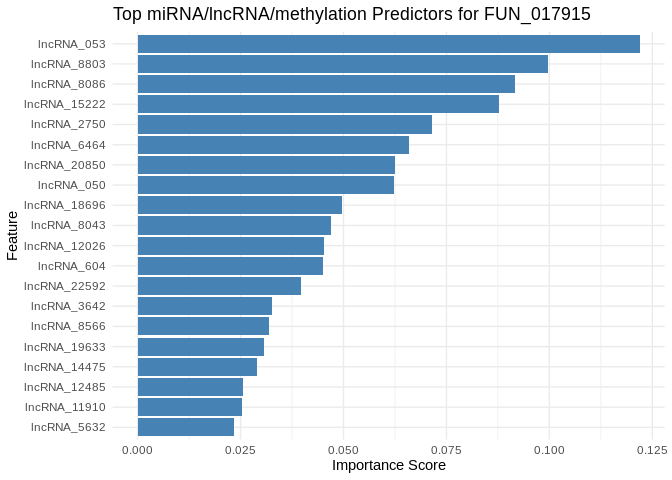 Top miRNA/lncRNA/methylation Predictors for FUN_017915
Feature
lncRNA_053
lncRNA_8803
lncRNA_8086
lncRNA_15222
lncRNA_2750
lncRNA_6464
lncRNA_20850
lncRNA_050
lncRNA_18696
lncRNA_8043
lncRNA_12026
lncRNA_604
lncRNA_22592
lncRNA_3642
lncRNA_8566
lncRNA_19633
lncRNA_14475
lncRNA_12485
lncRNA_11910
lncRNA_5632
0.000 0.025 0.050 0.075 0.100 0.125
Importance Score